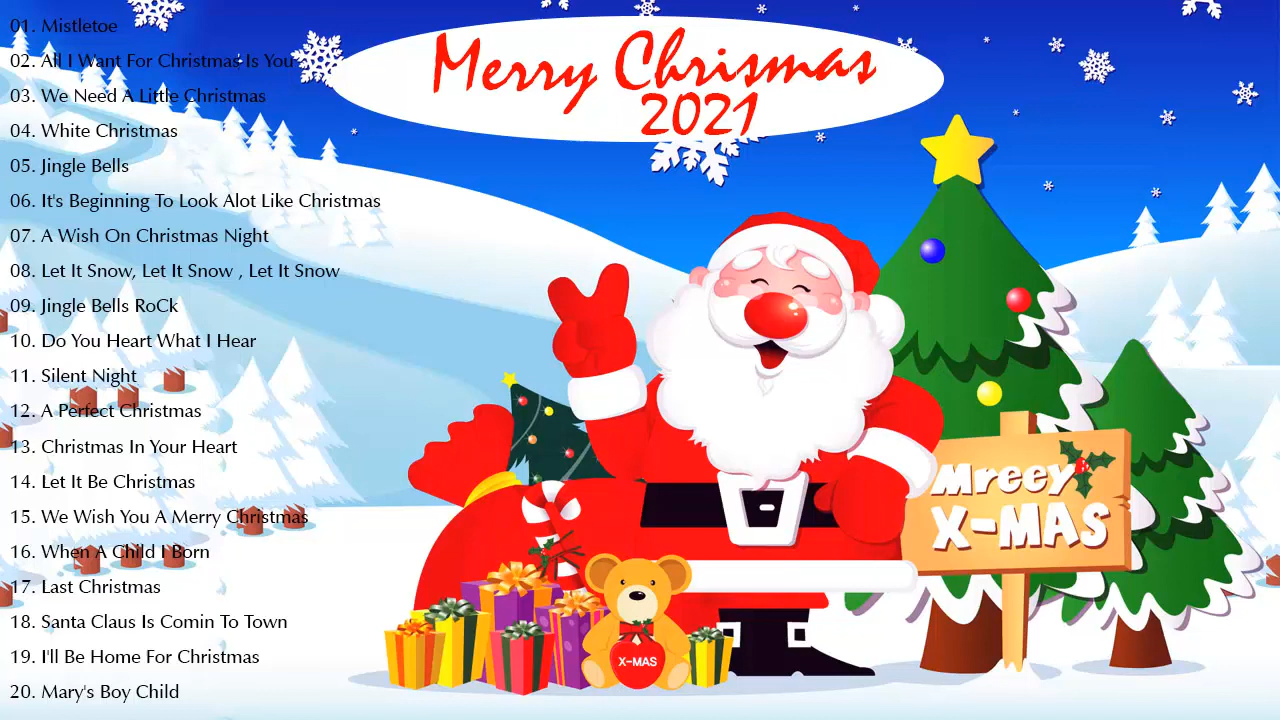 01. Mistletoe
02. All I Want For Christmas Is You
03. We Need A Little Christmas
04. White Christmas
05. Jingle Bells
06. It's Beginning To Look Alot Like Christmas
07. A Wish On Christmas Night
08. Let It Snow, Let It Snow , Let It Snow
09. Jingle Bells RoCk
10. Do You Heart What I Hear
11. Silent Night
12. A Perfect Christmas
13. Christmas In Your Heart
14. Let It Be Christmas
15. We Wish You A Merry Christmas
16. When A Child I Born
17. Last Christmas
18. Santa Claus Is Comin To Town
19. I'll Be Home For Christmas
20. Mary's Boy Child
Merry Chrismas
2021
Mreey
X-MAS
X-MAS